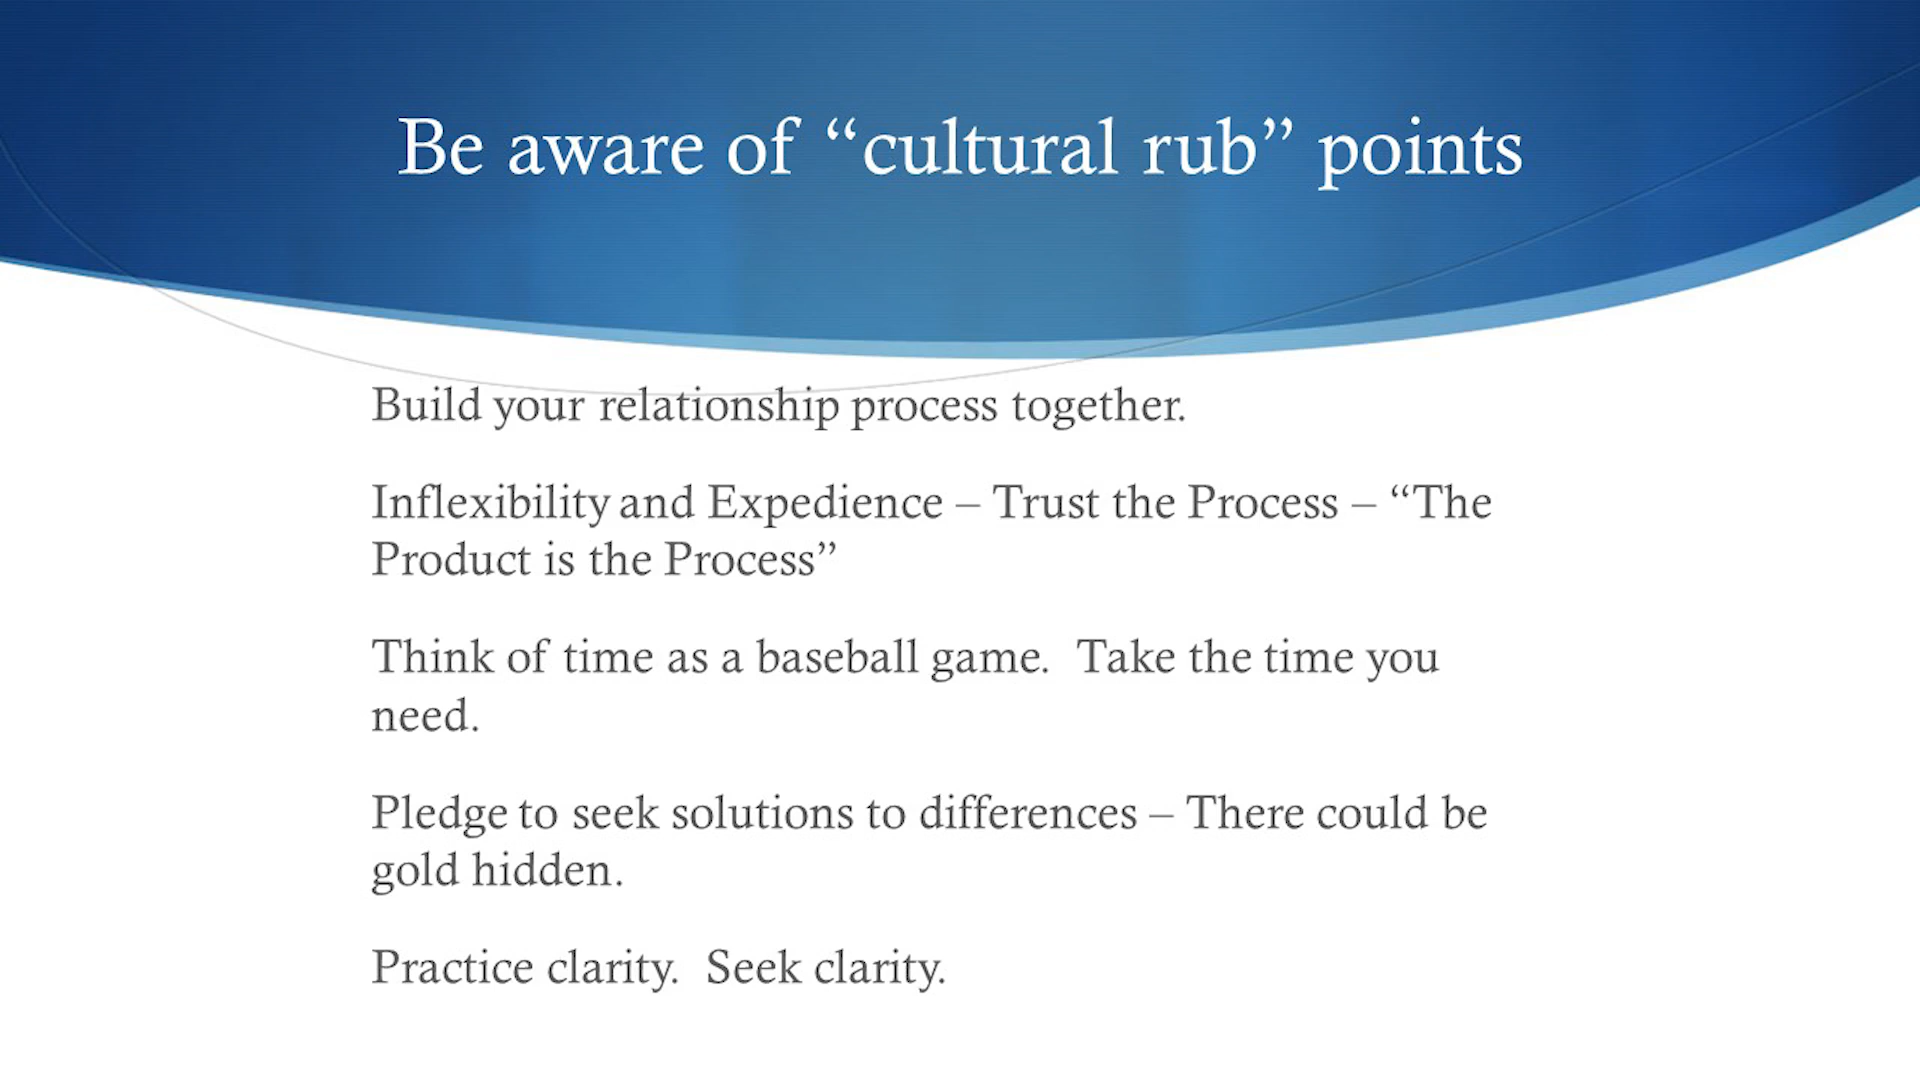 Be aware of “cultural rub” points
Build your relationship process together.
Inflexibility and Expedience – Trust the Process – “The
Product is the Process”
Think of time as a baseball game.  Take the time you
need.
Pledge to seek solutions to differences – There could be
gold hidden.
Practice clarity.  Seek clarity.